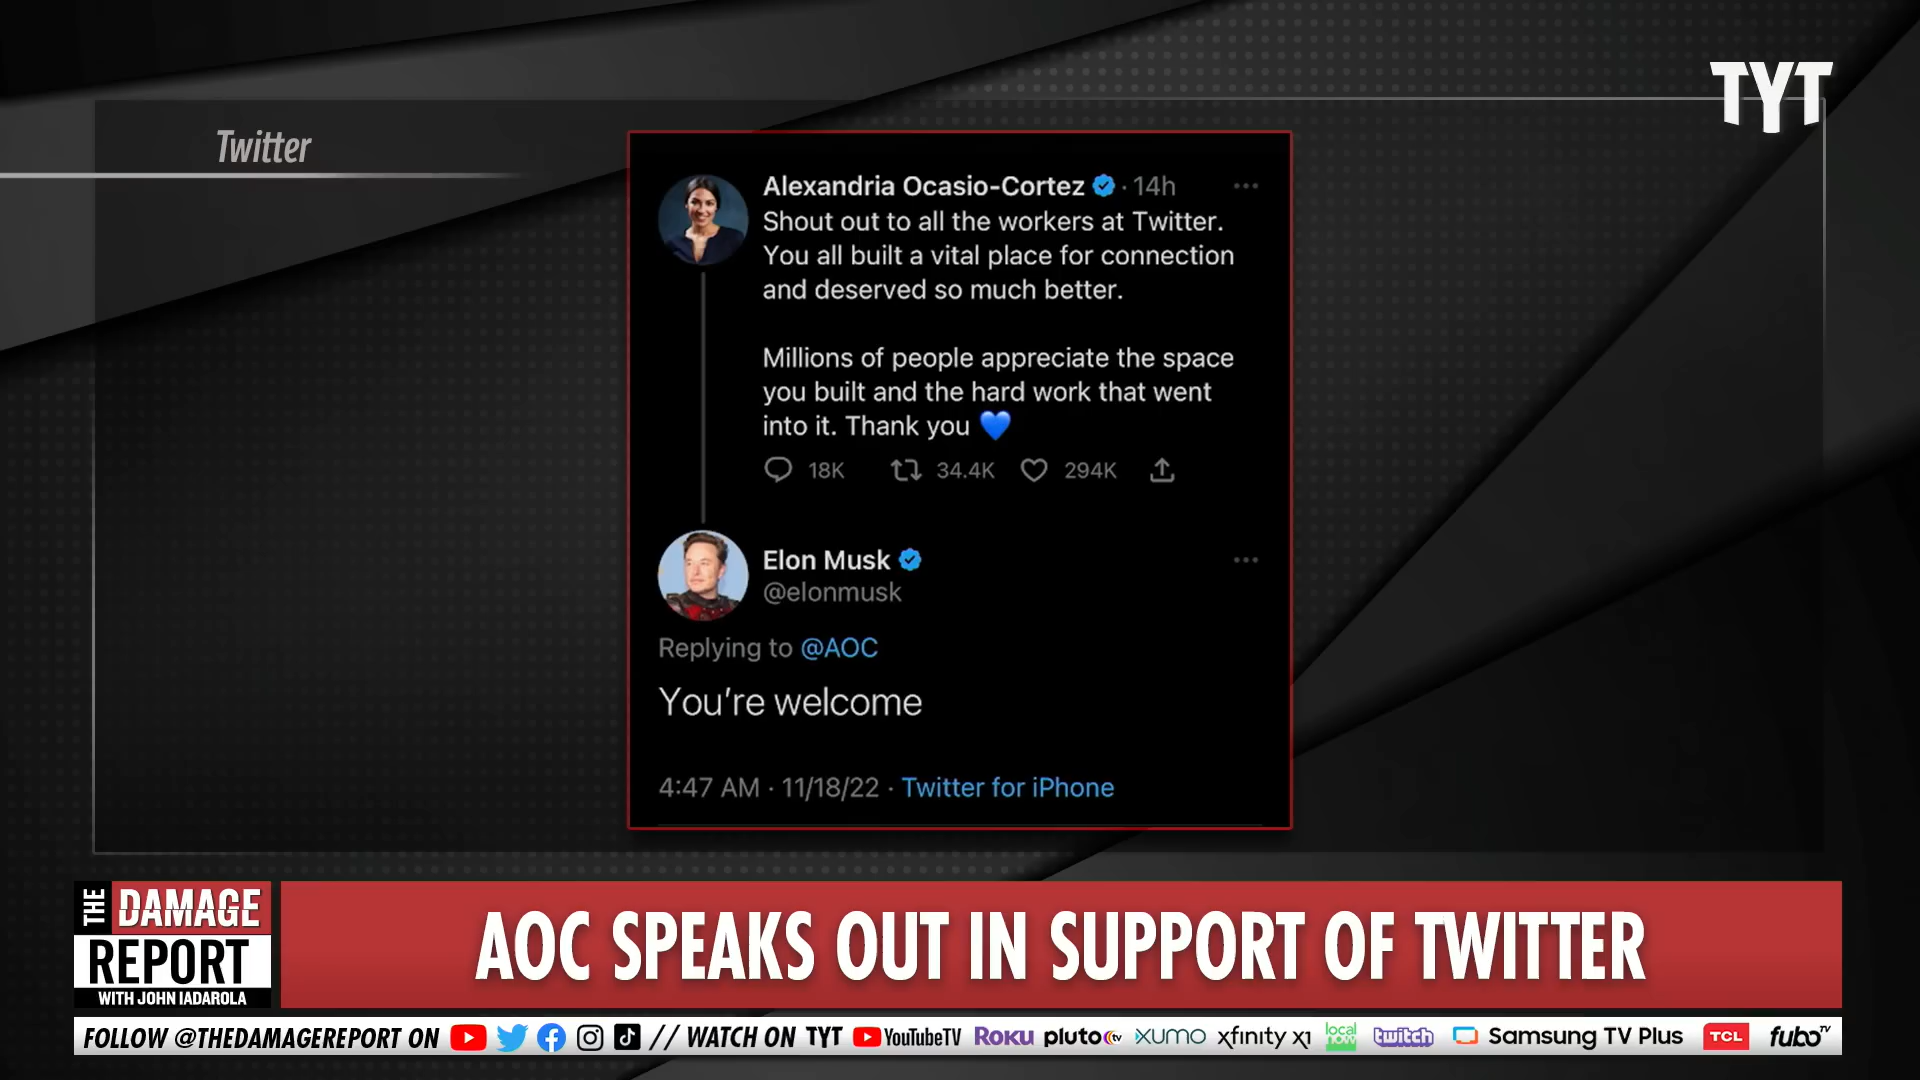 TYT
Twitter
Alexandria Ocasio-Cortez · 14h
Shout out to all the workers at Twitter.
You all built a vital place for connection
and deserved so much better.
Millions of people appreciate the space
you built and the hard work that went
into it. Thank you 💙
18K 34.4K 294K
Elon Musk
@elonmusk
Replying to @AOC
You're welcome
4:47 AM · 11/18/22 · Twitter for iPhone
THE DAMAGE
REPORT
WITH JOHN IADAROLA
AOC SPEAKS OUT IN SUPPORT OF TWITTER
FOLLOW @THEDAMAGEREPORT ON // WATCH ON TYT YouTubeTV ROKU pluto tv XUMO xfinity x1 local now twitch Samsung TV Plus TCL fubo TV